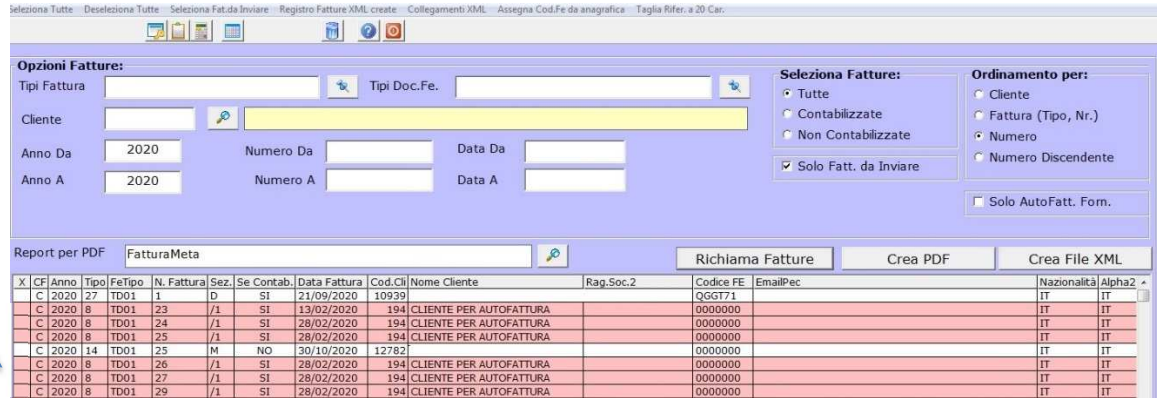 Seleziona Tutte Deseleziona Tutte Seleziona Fat.da Inviare Registro Fatture XML create Collegamenti XML Assegna Cod.Fe da anagrafica Taglia Rifer. a 20 Car.
Opzioni Fatture:
Tipi Fattura
Tipi Doc.Fe.
Cliente
Anno Da 2020 Numero Da Data Da
Anno A 2020 Numero A Data A
Seleziona Fatture:
Tutte
Contabilizzate
Non Contabilizzate
Solo Fatt. da Inviare
Ordinamento per:
Cliente
Fattura (Tipo, Nr.)
Numero
Numero Discendente
Solo AutoFatt. Forn.
Report per PDF FatturaMeta Richiama Fatture Crea PDF Crea File XML
X CF Anno Tipo FeTipo N. Fattura Sez. Se Contab. Data Fattura Cod.Cli Nome Cliente Rag.Soc.2 Codice FE EmailPec Nazionalità Alpha2
C 2020 27 TD01 1 D SI 21/09/2020 10939 QGGT71 IT IT
C 2020 8 TD01 23 /1 SI 13/02/2020 194 CLIENTE PER AUTOFATTURA 0000000 IT IT
C 2020 8 TD01 24 /1 SI 28/02/2020 194 CLIENTE PER AUTOFATTURA 0000000 IT IT
C 2020 8 TD01 25 /1 SI 28/02/2020 194 CLIENTE PER AUTOFATTURA 0000000 IT IT
C 2020 14 TD01 25 M NO 30/10/2020 12782 0000000 IT IT
C 2020 8 TD01 26 /1 SI 28/02/2020 194 CLIENTE PER AUTOFATTURA 0000000 IT IT
C 2020 8 TD01 27 /1 SI 28/02/2020 194 CLIENTE PER AUTOFATTURA 0000000 IT IT
C 2020 8 TD01 29 /1 SI 28/02/2020 194 CLIENTE PER AUTOFATTURA 0000000 IT IT